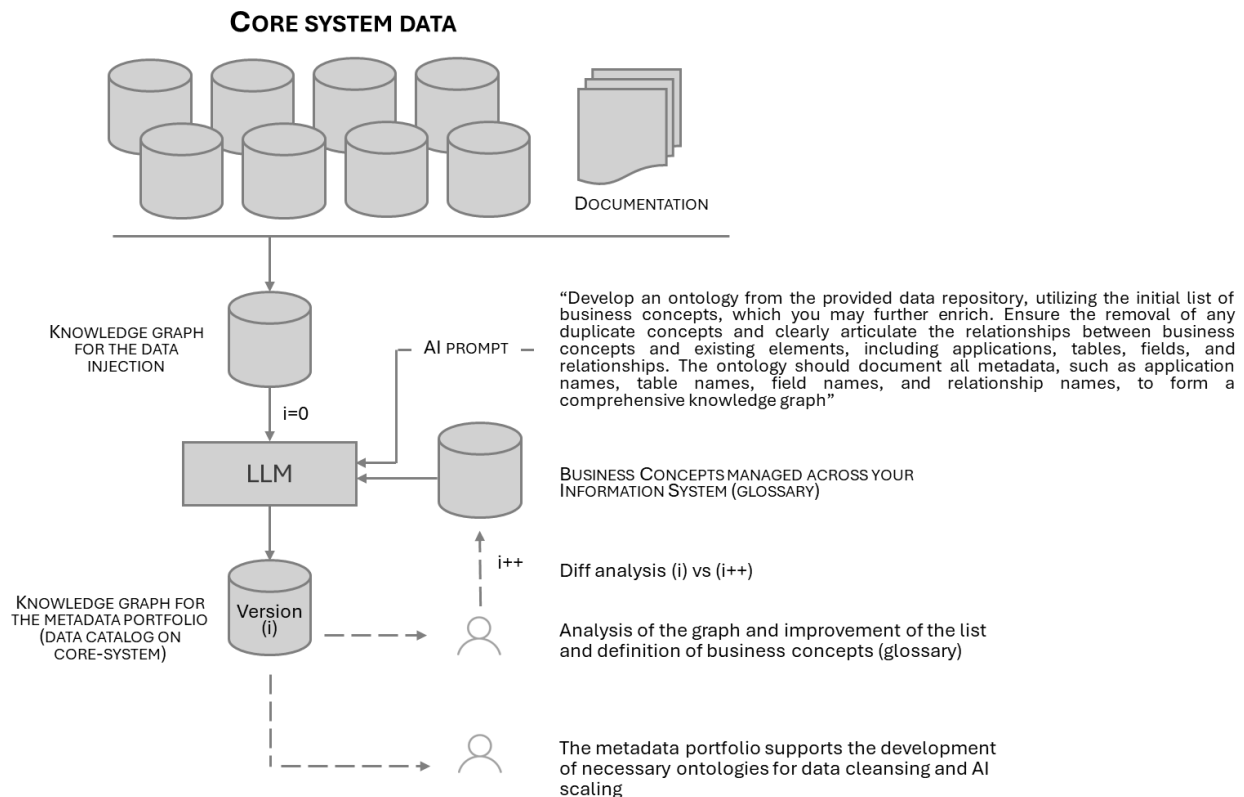 CORE SYSTEM DATA
DOCUMENTATION
KNOWLEDGE GRAPH
FOR THE DATA
INJECTION
AI PROMPT
“Develop an ontology from the provided data repository, utilizing the initial list of
business concepts, which you may further enrich. Ensure the removal of any
duplicate concepts and clearly articulate the relationships between business
concepts and existing elements, including applications, tables, fields, and
relationships. The ontology should document all metadata, such as application
names, table names, field names, and relationship names, to form a
comprehensive knowledge graph”
i=0
LLM
BUSINESS CONCEPTS MANAGED ACROSS YOUR
INFORMATION SYSTEM (GLOSSARY)
i++
Diff analysis (i) vs (i++)
KNOWLEDGE GRAPH FOR
THE METADATA PORTFOLIO
(DATA CATALOG ON
CORE-SYSTEM)
Version
(i)
Analysis of the graph and improvement of the list
and definition of business concepts (glossary)
The metadata portfolio supports the development
of necessary ontologies for data cleansing and AI
scaling